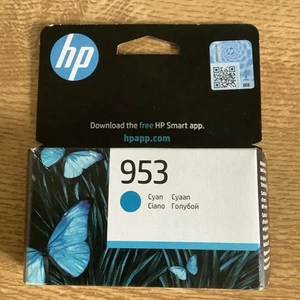 hp
Download the free HP Smart app.
hpapp.com
953
Cyan Cyaan
Ciano Голубой